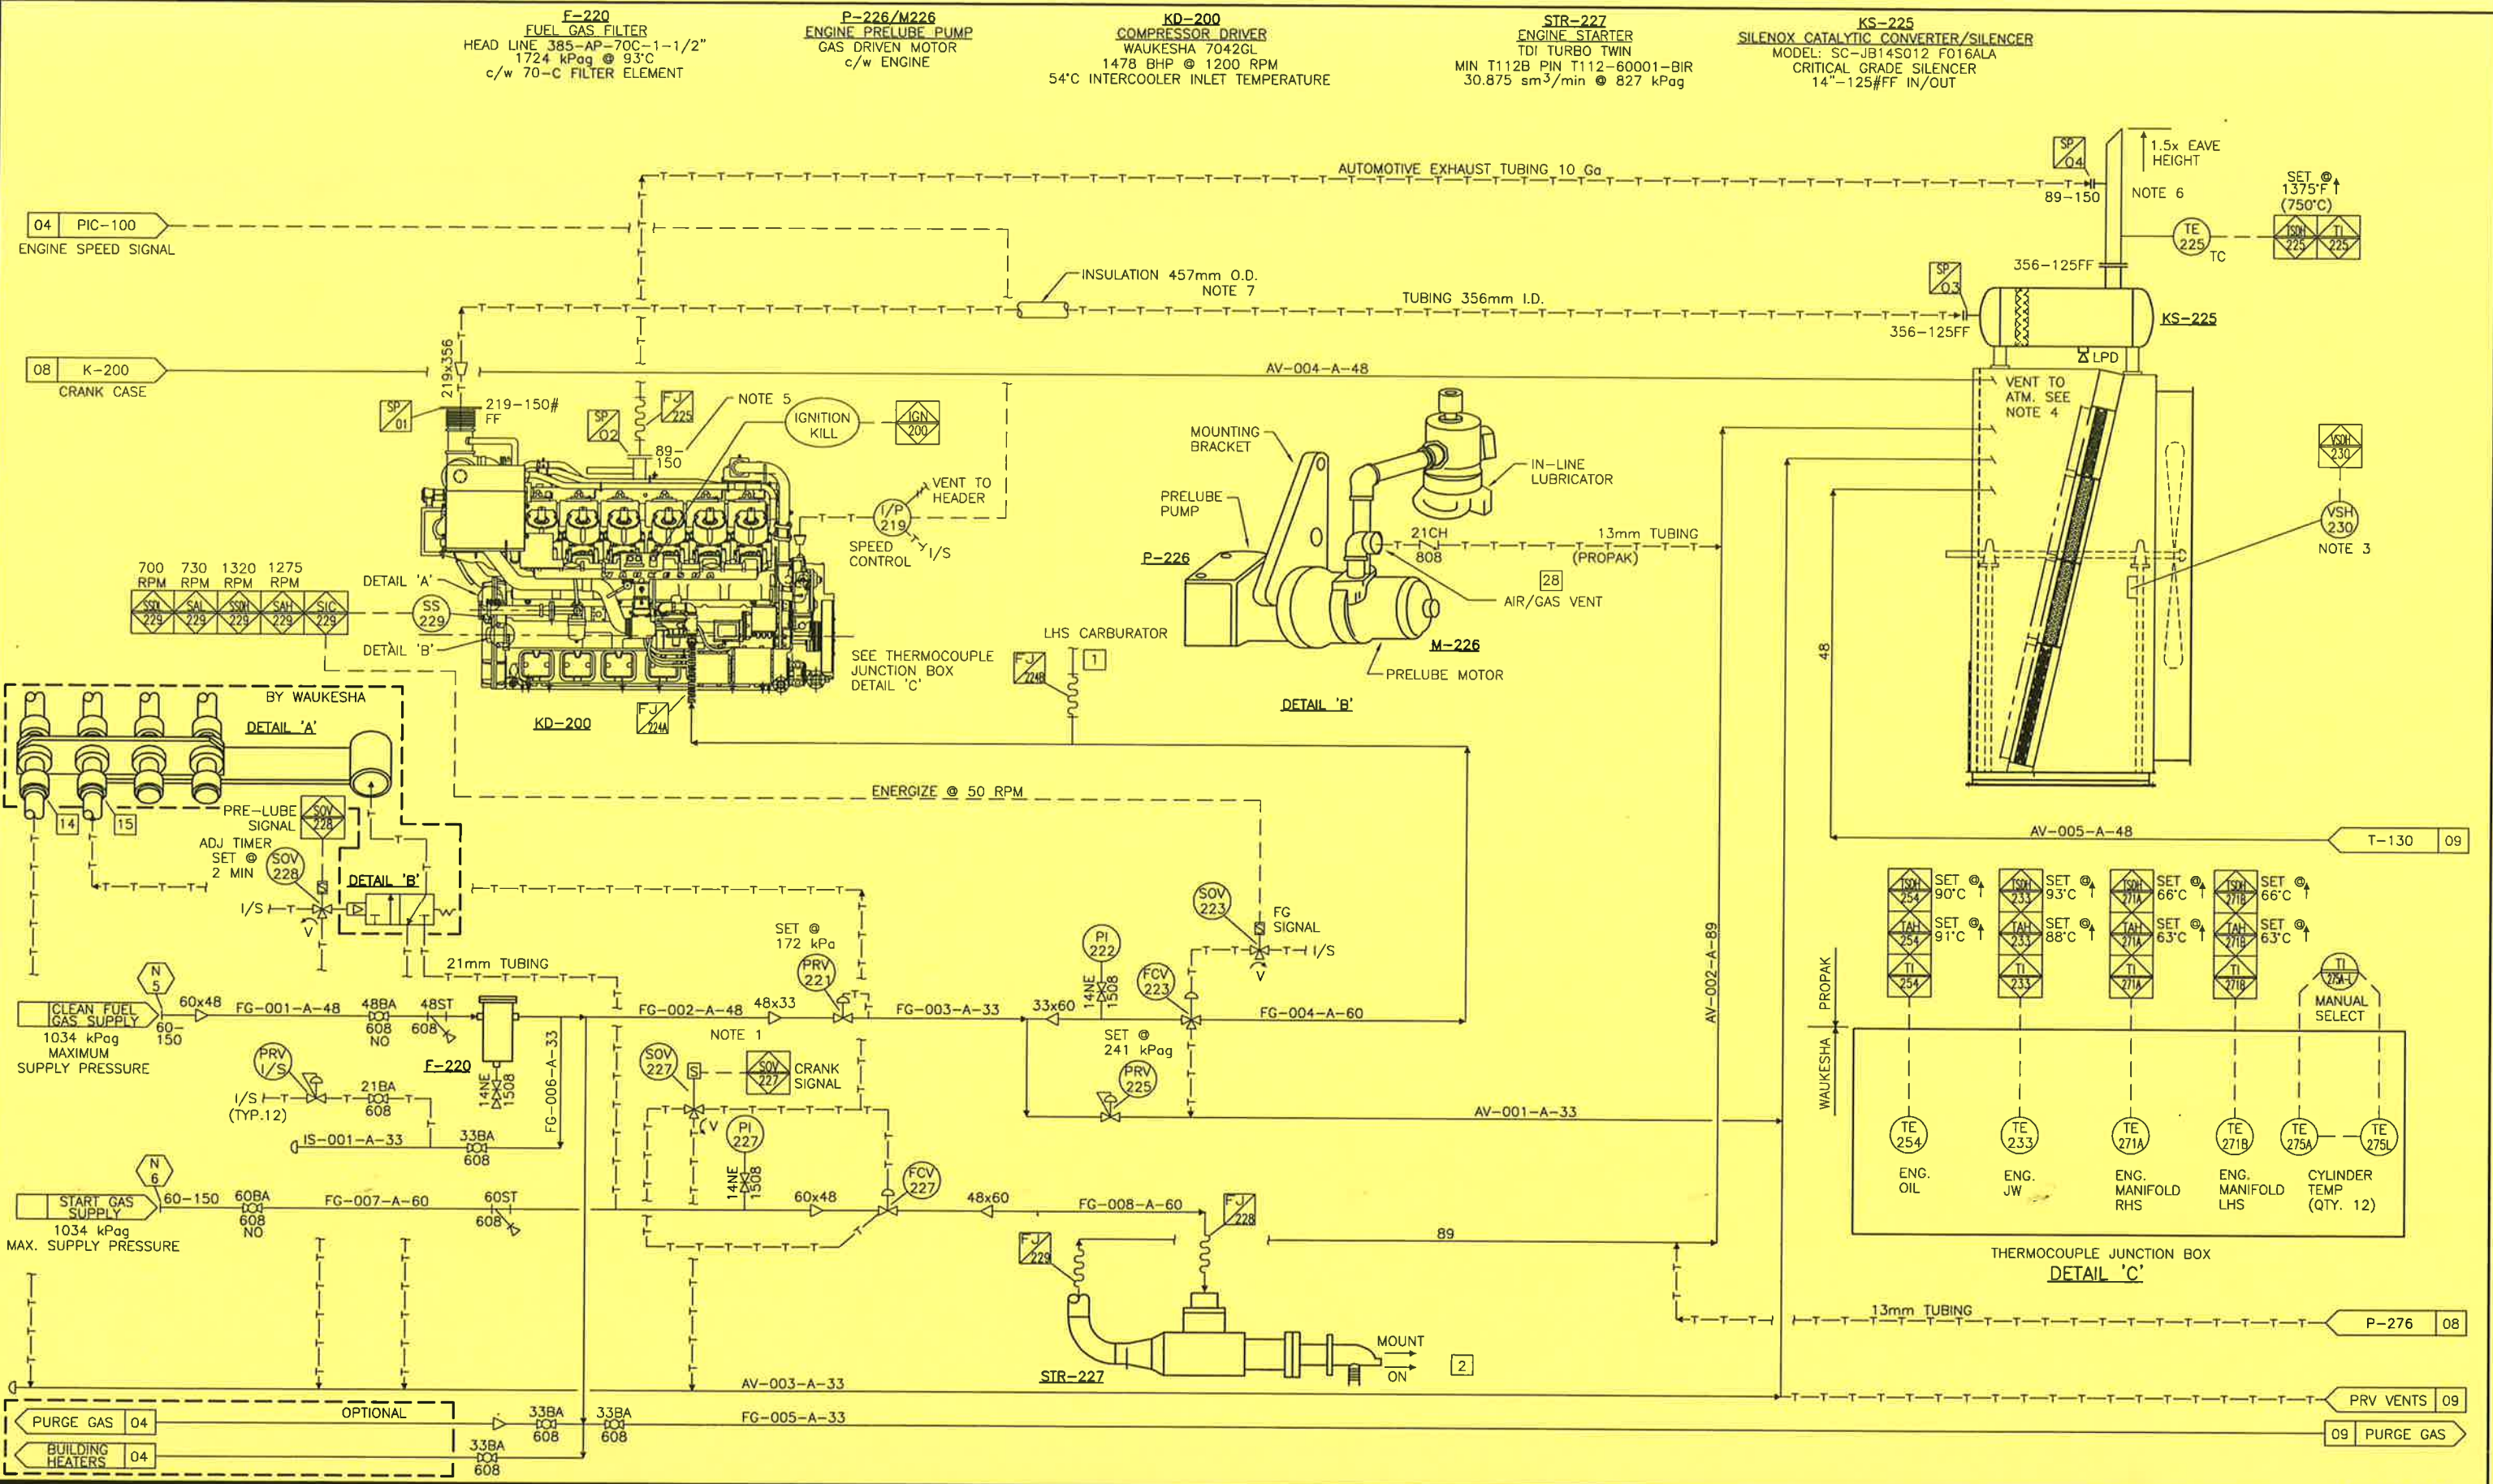 F-220
FUEL GAS FILTER
HEAD LINE 385-AP-70C-1-1/2"
1724 kPag @ 93°C
c/w 70-C FILTER ELEMENT
P-226/M226
ENGINE PRELUBE PUMP
GAS DRIVEN MOTOR
c/w ENGINE
KD-200
COMPRESSOR DRIVER
WAUKESHA 7042GL
1478 BHP @ 1200 RPM
54°C INTERCOOLER INLET TEMPERATURE
STR-227
ENGINE STARTER
TDI TURBO TWIN
MIN T112B PIN T112-60001-BIR
30.875 sm³/min @ 827 kPag
KS-225
SILENOX CATALYTIC CONVERTER/SILENCER
MODEL: SC-JB14S012 F016ALA
CRITICAL GRADE SILENCER
14"-125#FF IN/OUT
AUTOMOTIVE EXHAUST TUBING 10 Ga
SP
04
1.5x EAVE
HEIGHT
89-150
NOTE 6
SET @
1375°F
(750°C)
TE
225
TC
TSDH
225
TI
225
04 PIC-100
ENGINE SPEED SIGNAL
INSULATION 457mm O.D.
NOTE 7
TUBING 356mm I.D.
SP
03
356-125FF
356-125FF
KS-225
LPD
08 K-200
CRANK CASE
219x356
AV-004-A-48
VENT TO
ATM. SEE
NOTE 4
SP
01
219-150#
FF
SP
02
FJ
225
NOTE 5
89-
150
IGNITION
KILL
IGN
200
I/P
219
VENT TO
HEADER
I/S
SPEED
CONTROL
MOUNTING
BRACKET
PRELUBE
PUMP
P-226
IN-LINE
LUBRICATOR
21CH
808
13mm TUBING
(PROPAK)
28
AIR/GAS VENT
M-226
PRELUBE MOTOR
DETAIL 'B'
VSDH
230
VSH
230
NOTE 3
48
700
RPM
730
RPM
1320
RPM
1275
RPM
SSDL
229
SAL
229
SSDH
229
SAH
229
SIC
229
SS
229
DETAIL 'A'
DETAIL 'B'
SEE THERMOCOUPLE
JUNCTION BOX
DETAIL 'C'
KD-200
FJ
224A
LHS CARBURATOR
FJ
224B
1
BY WAUKESHA
DETAIL 'A'
14
15
PRE-LUBE
SIGNAL
SOV
228
ADJ TIMER
SET @
2 MIN
SOV
228
DETAIL 'B'
I/S
V
ENERGIZE @ 50 RPM
AV-005-A-48
T-130 09
SOV
223
FG
SIGNAL
I/S
V
AV-002-A-89
21mm TUBING
N
5
CLEAN FUEL
GAS SUPPLY
60-
150
1034 kPag
MAXIMUM
SUPPLY PRESSURE
60x48
FG-001-A-48
48BA
608
NO
48ST
608
F-220
14NE
1508
FG-006-A-33
FG-002-A-48
NOTE 1
48x33
SET @
172 kPa
PRV
221
FG-003-A-33
33x60
PI
222
14NE
1508
FCV
223
FG-004-A-60
SET @
241 kPag
PRV
225
AV-001-A-33
PRV
I/S
I/S
(TYP.12)
21BA
608
IS-001-A-33
33BA
608
SOV
227
S
SOV
227
CRANK
SIGNAL
V
PI
227
14NE
1508
FCV
227
N
6
START GAS
SUPPLY
1034 kPag
MAX. SUPPLY PRESSURE
60-150
60BA
608
NO
FG-007-A-60
60ST
608
60x48
48x60
FG-008-A-60
FJ
228
FJ
229
89
STR-227
MOUNT
ON
2
TSDH
254
SET @
90°C
TAH
254
SET @
91°C
TI
254
TSDH
233
SET @
93°C
TAH
233
SET @
88°C
TI
233
TSDH
271A
SET @
66°C
TAH
271A
SET @
63°C
TI
271A
TSDH
271B
SET @
66°C
TAH
271B
SET @
63°C
TI
271B
TI
275A-L
MANUAL
SELECT
PROPAK
WAUKESHA
TE
254
TE
233
TE
271A
TE
271B
TE
275A
TE
275L
ENG.
OIL
ENG.
JW
ENG.
MANIFOLD
RHS
ENG.
MANIFOLD
LHS
CYLINDER
TEMP
(QTY. 12)
THERMOCOUPLE JUNCTION BOX
DETAIL 'C'
13mm TUBING
P-276 08
AV-003-A-33
PRV VENTS 09
OPTIONAL
PURGE GAS 04
33BA
608
33BA
608
FG-005-A-33
09 PURGE GAS
BUILDING
HEATERS 04
33BA
608